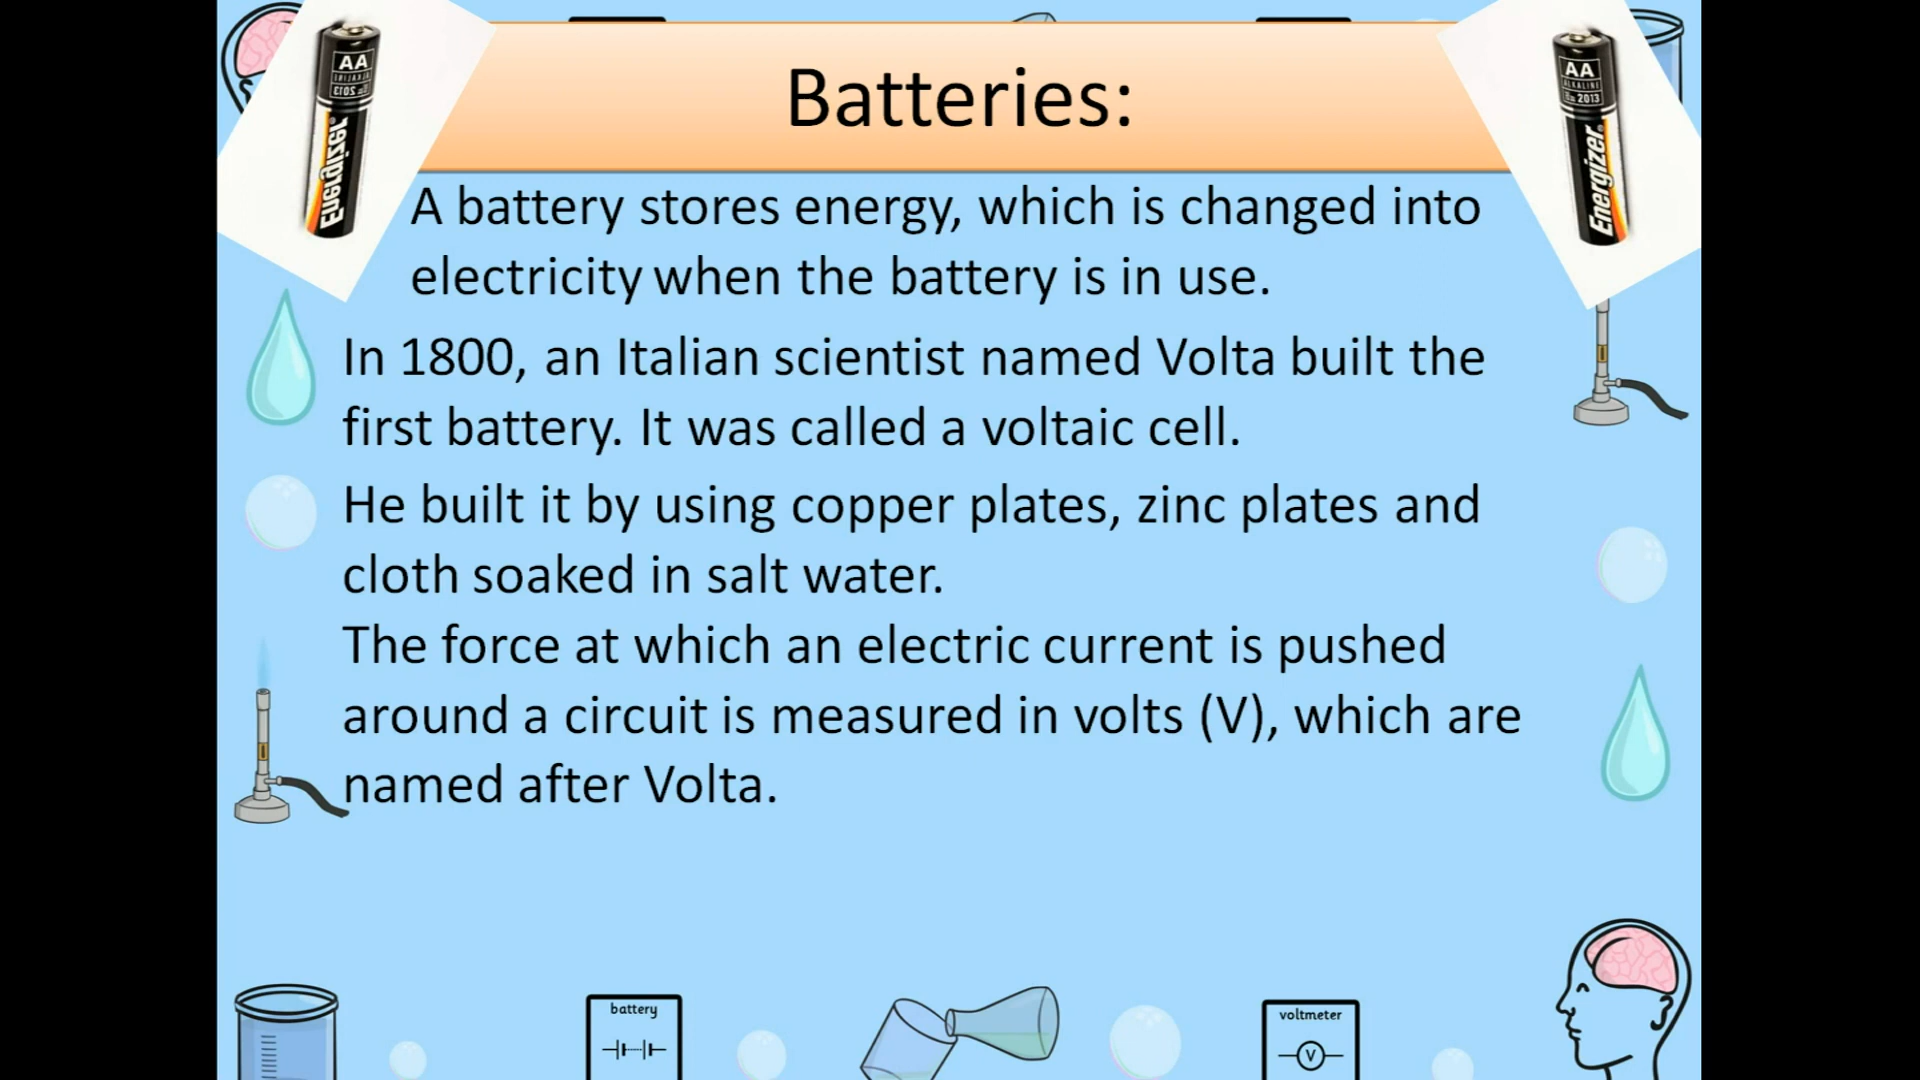 Batteries:
AA
AA
ALKALINE
2013
Energizer
Energizer
A battery stores energy, which is changed into
electricity when the battery is in use.
In 1800, an Italian scientist named Volta built the
first battery. It was called a voltaic cell.
He built it by using copper plates, zinc plates and
cloth soaked in salt water.
The force at which an electric current is pushed
around a circuit is measured in volts (V), which are
named after Volta.
battery
voltmeter
V